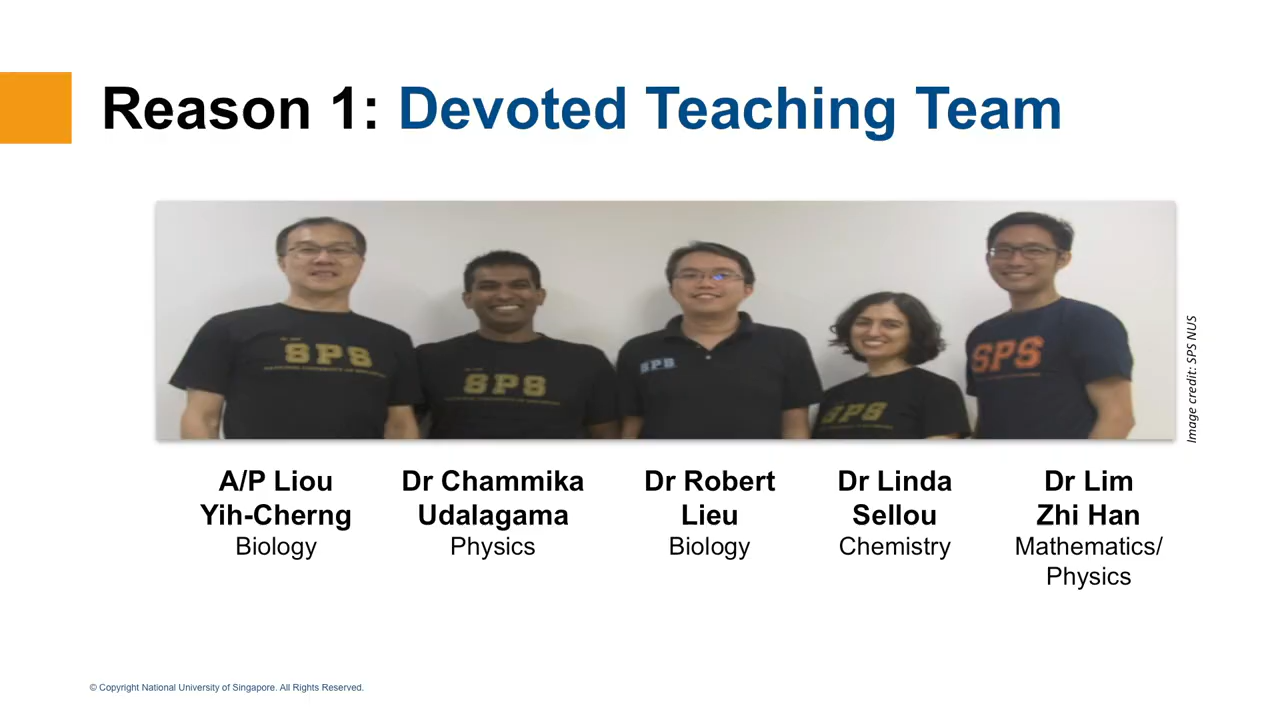 Reason 1: Devoted Teaching Team
SPS
SPS
SPS
SPS
SPS
Image credit: SPS NUS
A/P Liou
Yih-Cherng
Biology
Dr Chammika
Udalagama
Physics
Dr Robert
Lieu
Biology
Dr Linda
Sellou
Chemistry
Dr Lim
Zhi Han
Mathematics/
Physics
© Copyright National University of Singapore. All Rights Reserved.